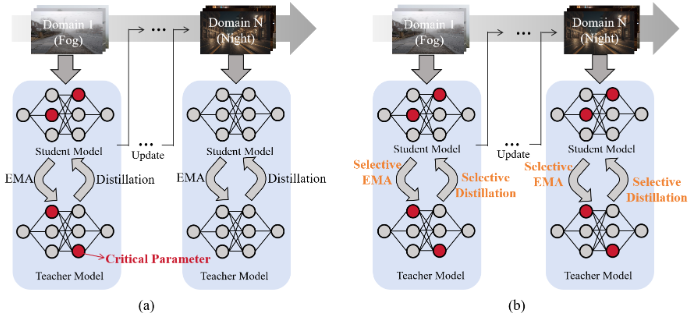 Domain 1
(Fog)
...
Domain N
(Night)
Student Model
...
Update
Student Model
EMA
Distillation
EMA
Distillation
Critical Parameter
Teacher Model
Teacher Model
(a)
Domain 1
(Fog)
...
Domain N
(Night)
Student Model
...
Update
Student Model
Selective
EMA
Selective
Distillation
Selective
EMA
Selective
Distillation
Teacher Model
Teacher Model
(b)